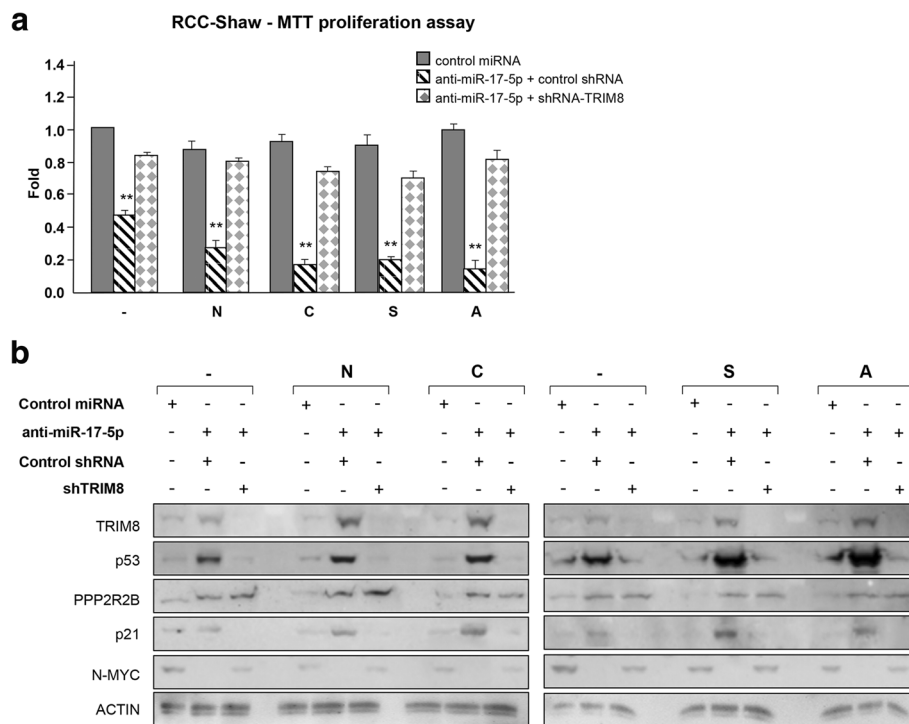 a
RCC-Shaw - MTT proliferation assay
control miRNA
anti-miR-17-5p + control shRNA
anti-miR-17-5p + shRNA-TRIM8
Fold
1.4
1.2
1.0
0.8
0.6
0.4
0.2
0.0
** ** ** ** **
- N C S A
b
- N C - S A
Control miRNA + - - + - - + - - + - - + - - + - -
anti-miR-17-5p - + + - + + - + + - + + - + + - + +
Control shRNA - + - - + - - + - - + - - + - - + -
shTRIM8 - - + - - + - - + - - + - - + - - +
TRIM8
p53
PPP2R2B
p21
N-MYC
ACTIN